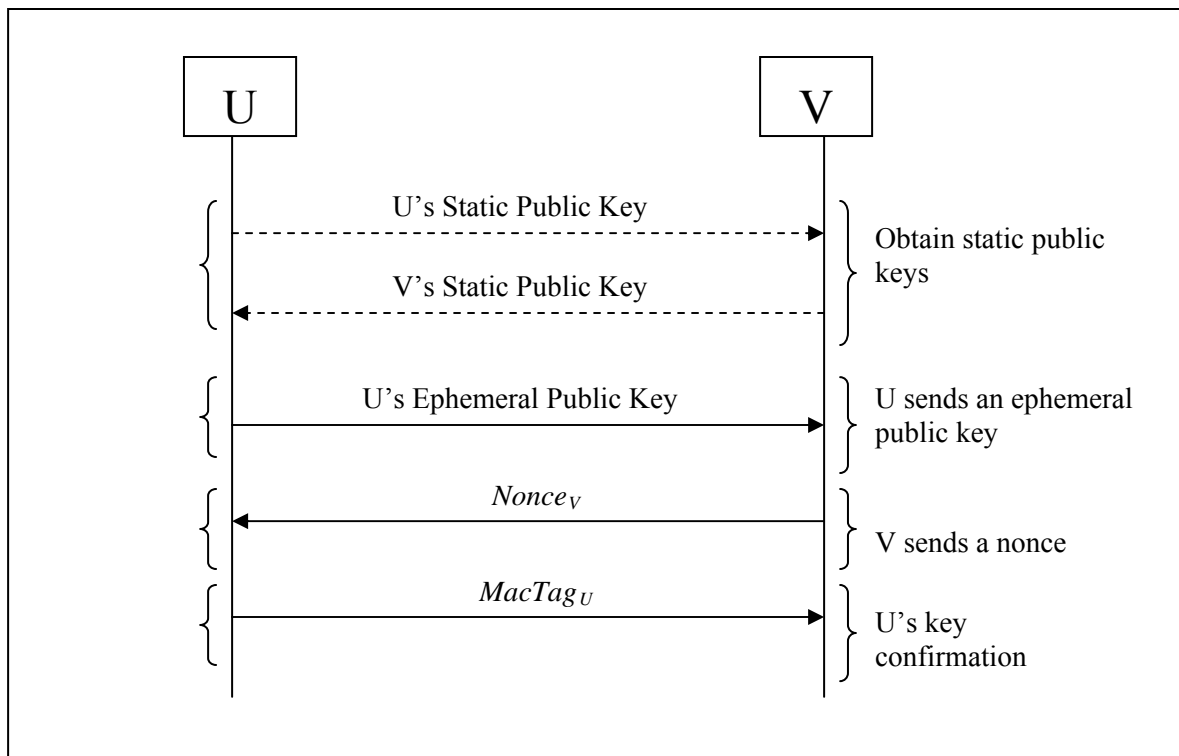 U
V
U’s Static Public Key
V’s Static Public Key
Obtain static public
keys
U’s Ephemeral Public Key
U sends an ephemeral
public key
NonceV
V sends a nonce
MacTagU
U’s key
confirmation